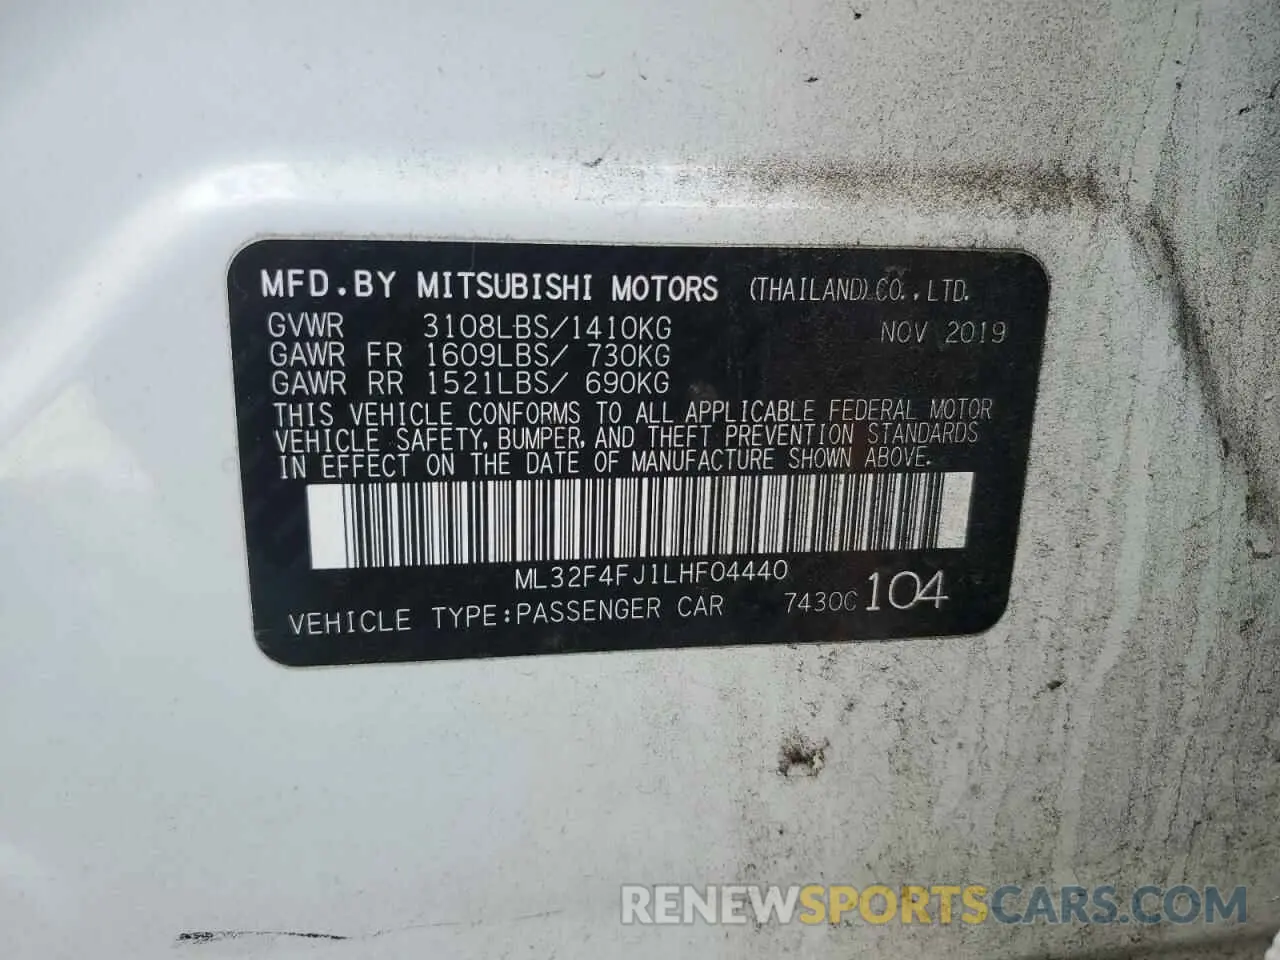 MFD.BY MITSUBISHI MOTORS (THAILAND) CO.,LTD.
GVWR 3108LBS/1410KG NOV 2019
GAWR FR 1609LBS/ 730KG
GAWR RR 1521LBS/ 690KG
THIS VEHICLE CONFORMS TO ALL APPLICABLE FEDERAL MOTOR
VEHICLE SAFETY, BUMPER, AND THEFT PREVENTION STANDARDS
IN EFFECT ON THE DATE OF MANUFACTURE SHOWN ABOVE.
ML32F4FJ1LHF04440
VEHICLE TYPE:PASSENGER CAR 7430C 104
RENEWSPORTSCARS.COM